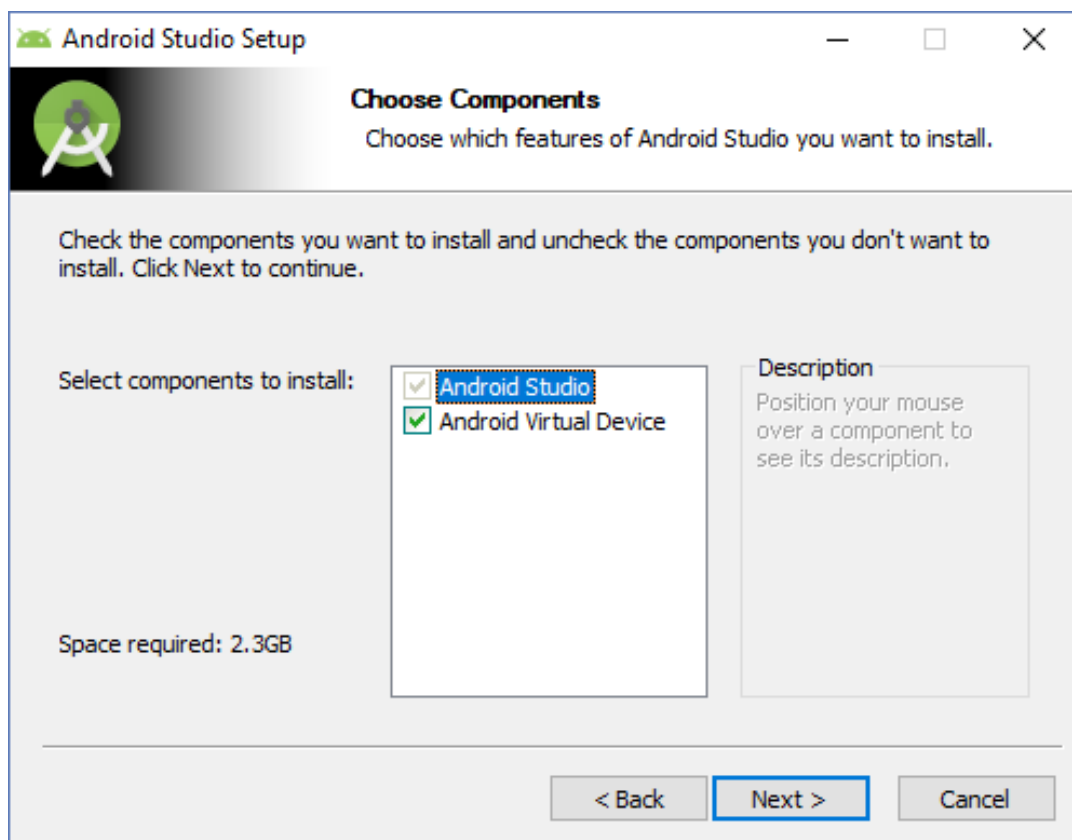 Android Studio Setup
Choose Components
Choose which features of Android Studio you want to install.
Check the components you want to install and uncheck the components you don't want to
install. Click Next to continue.
Select components to install:
Android Studio
Android Virtual Device
Description
Position your mouse
over a component to
see its description.
Space required: 2.3GB
< Back
Next >
Cancel